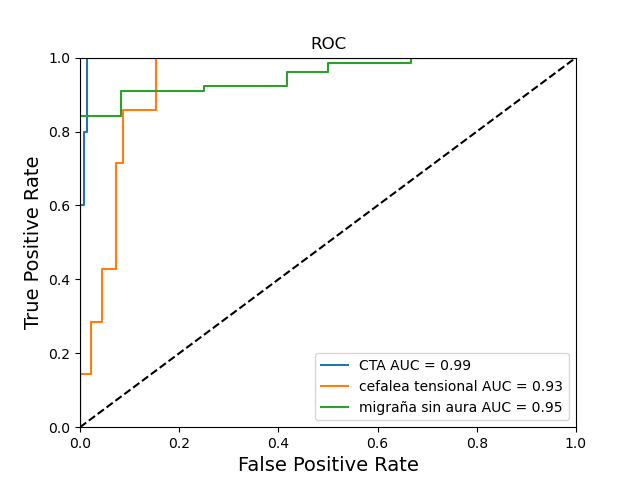 ROC
True Positive Rate
1.0
0.8
0.6
0.4
0.2
0.0
CTA AUC = 0.99
cefalea tensional AUC = 0.93
migraña sin aura AUC = 0.95
0.0 0.2 0.4 0.6 0.8 1.0
False Positive Rate